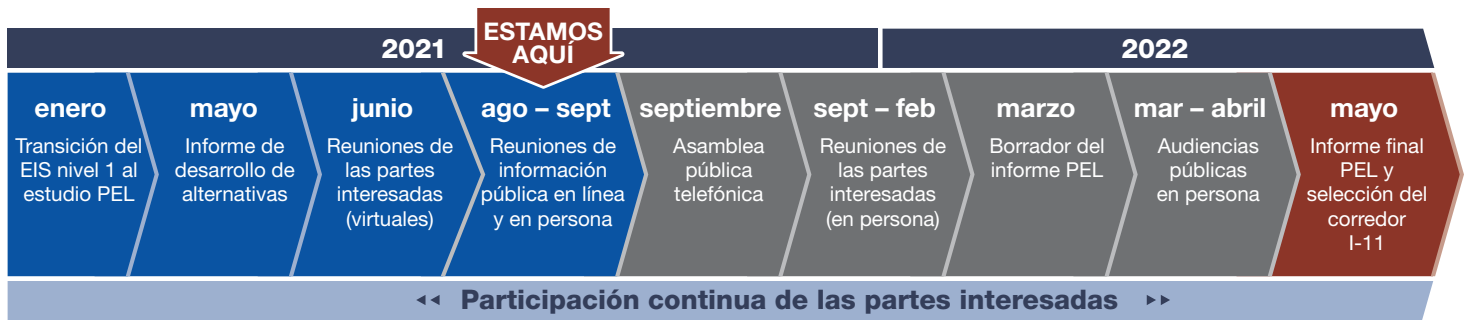 ESTAMOS
AQUÍ
2021
2022
enero
Transición del
EIS nivel 1 al
estudio PEL
mayo
Informe de
desarrollo de
alternativas
junio
Reuniones de
las partes
interesadas
(virtuales)
ago – sept
Reuniones de
información
pública en línea
y en persona
septiembre
Asamblea
pública
telefónica
sept – feb
Reuniones de
las partes
interesadas
(en persona)
marzo
Borrador del
informe PEL
mar – abril
Audiencias
públicas
en persona
mayo
Informe final
PEL y
selección del
corredor
I-11
Participación continua de las partes interesadas